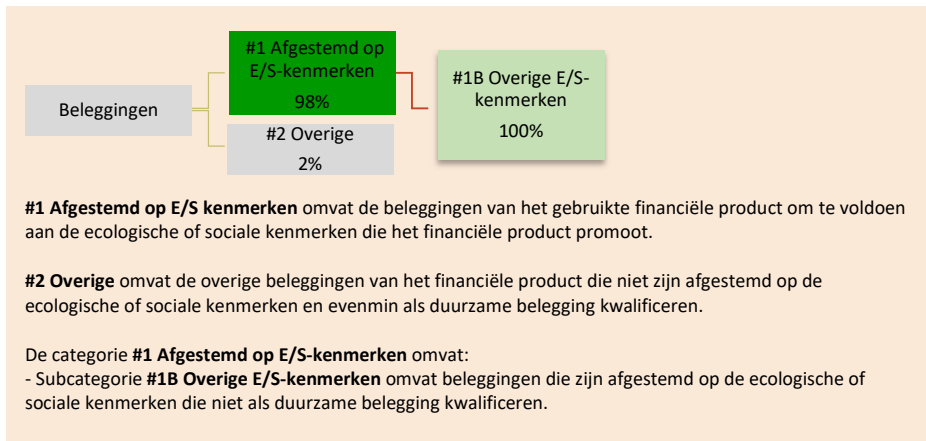 #1 Afgestemd op
E/S-kenmerken
98%
Beleggingen
#2 Overige
2%
#1B Overige E/S-
kenmerken
100%
#1 Afgestemd op E/S kenmerken omvat de beleggingen van het gebruikte financiële product om te voldoen
aan de ecologische of sociale kenmerken die het financiële product promoot.
#2 Overige omvat de overige beleggingen van het financiële product die niet zijn afgestemd op de
ecologische of sociale kenmerken en evenmin als duurzame belegging kwalificeren.
De categorie #1 Afgestemd op E/S-kenmerken omvat:
- Subcategorie #1B Overige E/S-kenmerken omvat beleggingen die zijn afgestemd op de ecologische of
sociale kenmerken die niet als duurzame belegging kwalificeren.